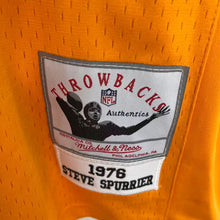 THROWBACKS
NFL
Authentics
Mitchell & Ness
PHILADELPHIA, PA
1976
STEVE SPURRIER